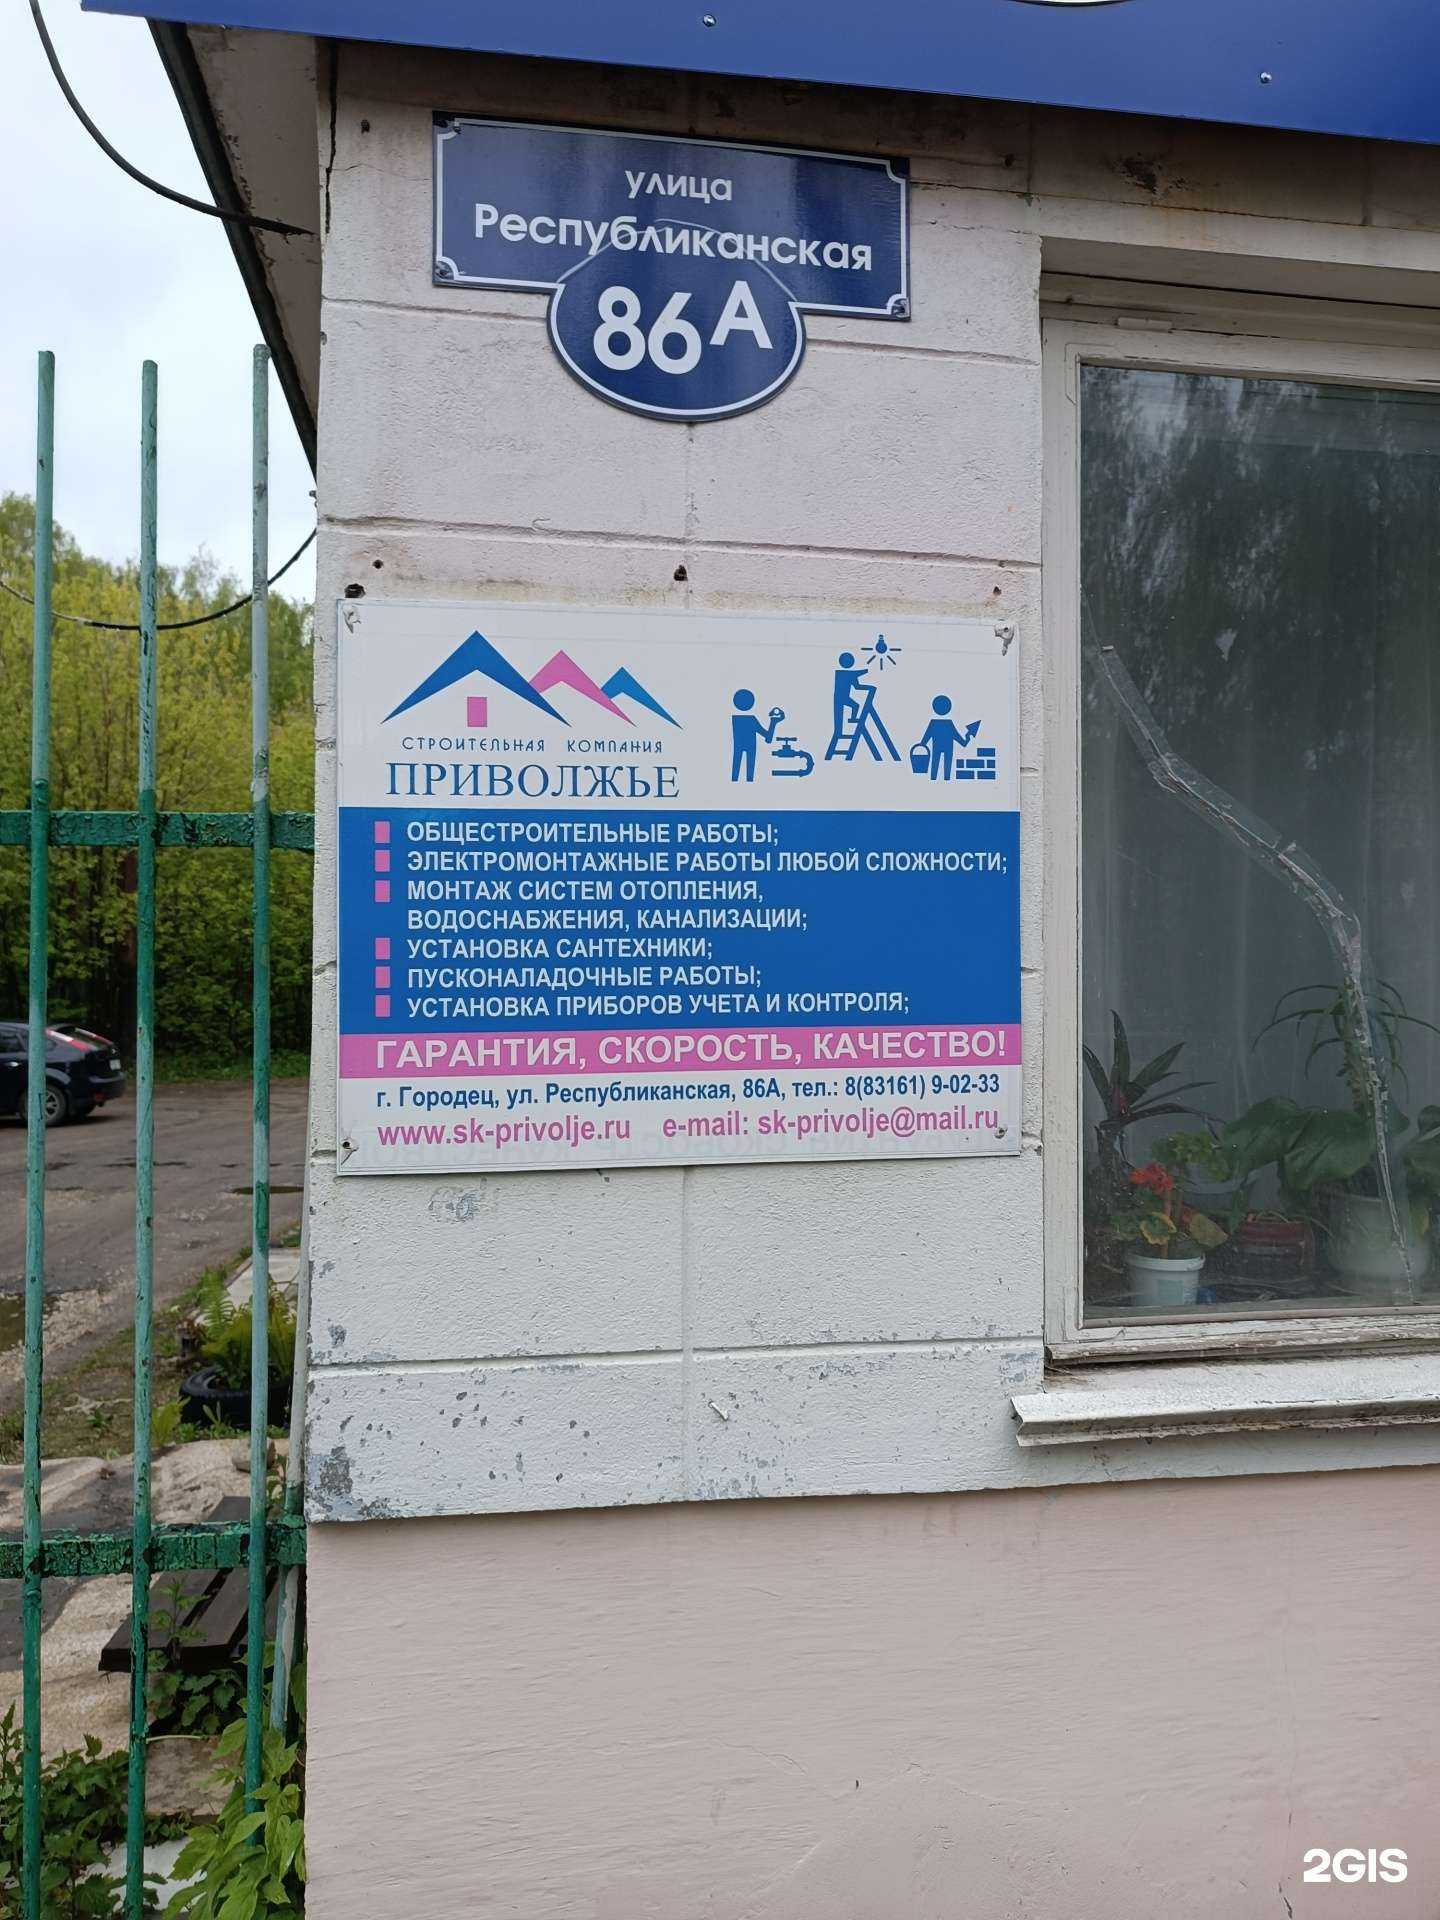 улица
Республиканская
86А
СТРОИТЕЛЬНАЯ КОМПАНИЯ
ПРИВОЛЖЬЕ
ОБЩЕСТРОИТЕЛЬНЫЕ РАБОТЫ;
ЭЛЕКТРОМОНТАЖНЫЕ РАБОТЫ ЛЮБОЙ СЛОЖНОСТИ;
МОНТАЖ СИСТЕМ ОТОПЛЕНИЯ,
ВОДОСНАБЖЕНИЯ, КАНАЛИЗАЦИИ;
УСТАНОВКА САНТЕХНИКИ;
ПУСКОНАЛАДОЧНЫЕ РАБОТЫ;
УСТАНОВКА ПРИБОРОВ УЧЕТА И КОНТРОЛЯ;
ГАРАНТИЯ, СКОРОСТЬ, КАЧЕСТВО!
г. Городец, ул. Республиканская, 86А, тел.: 8(83161) 9-02-33
www.sk-privolje.ru e-mail: sk-privolje@mail.ru
2GIS